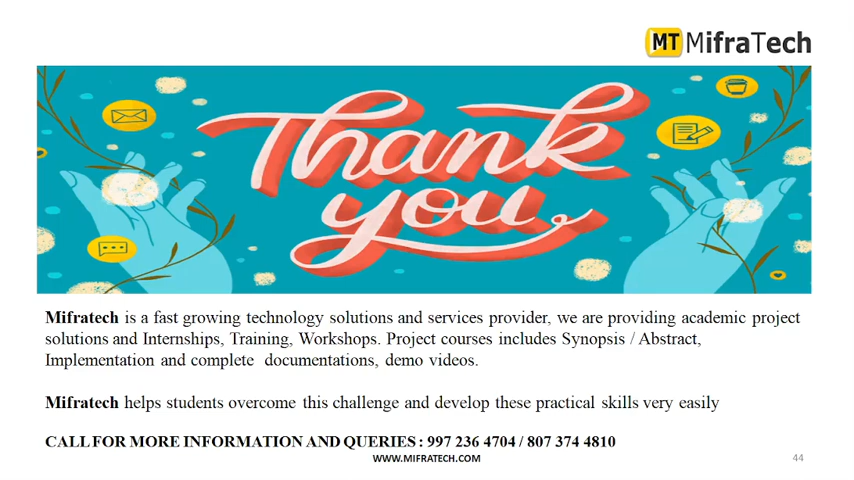 MT MifraTech
Thank
you
Mifratech is a fast growing technology solutions and services provider, we are providing academic project
solutions and Internships, Training, Workshops. Project courses includes Synopsis / Abstract,
Implementation and complete documentations, demo videos.
Mifratech helps students overcome this challenge and develop these practical skills very easily
CALL FOR MORE INFORMATION AND QUERIES : 997 236 4704 / 807 374 4810
WWW.MIFRATECH.COM
44